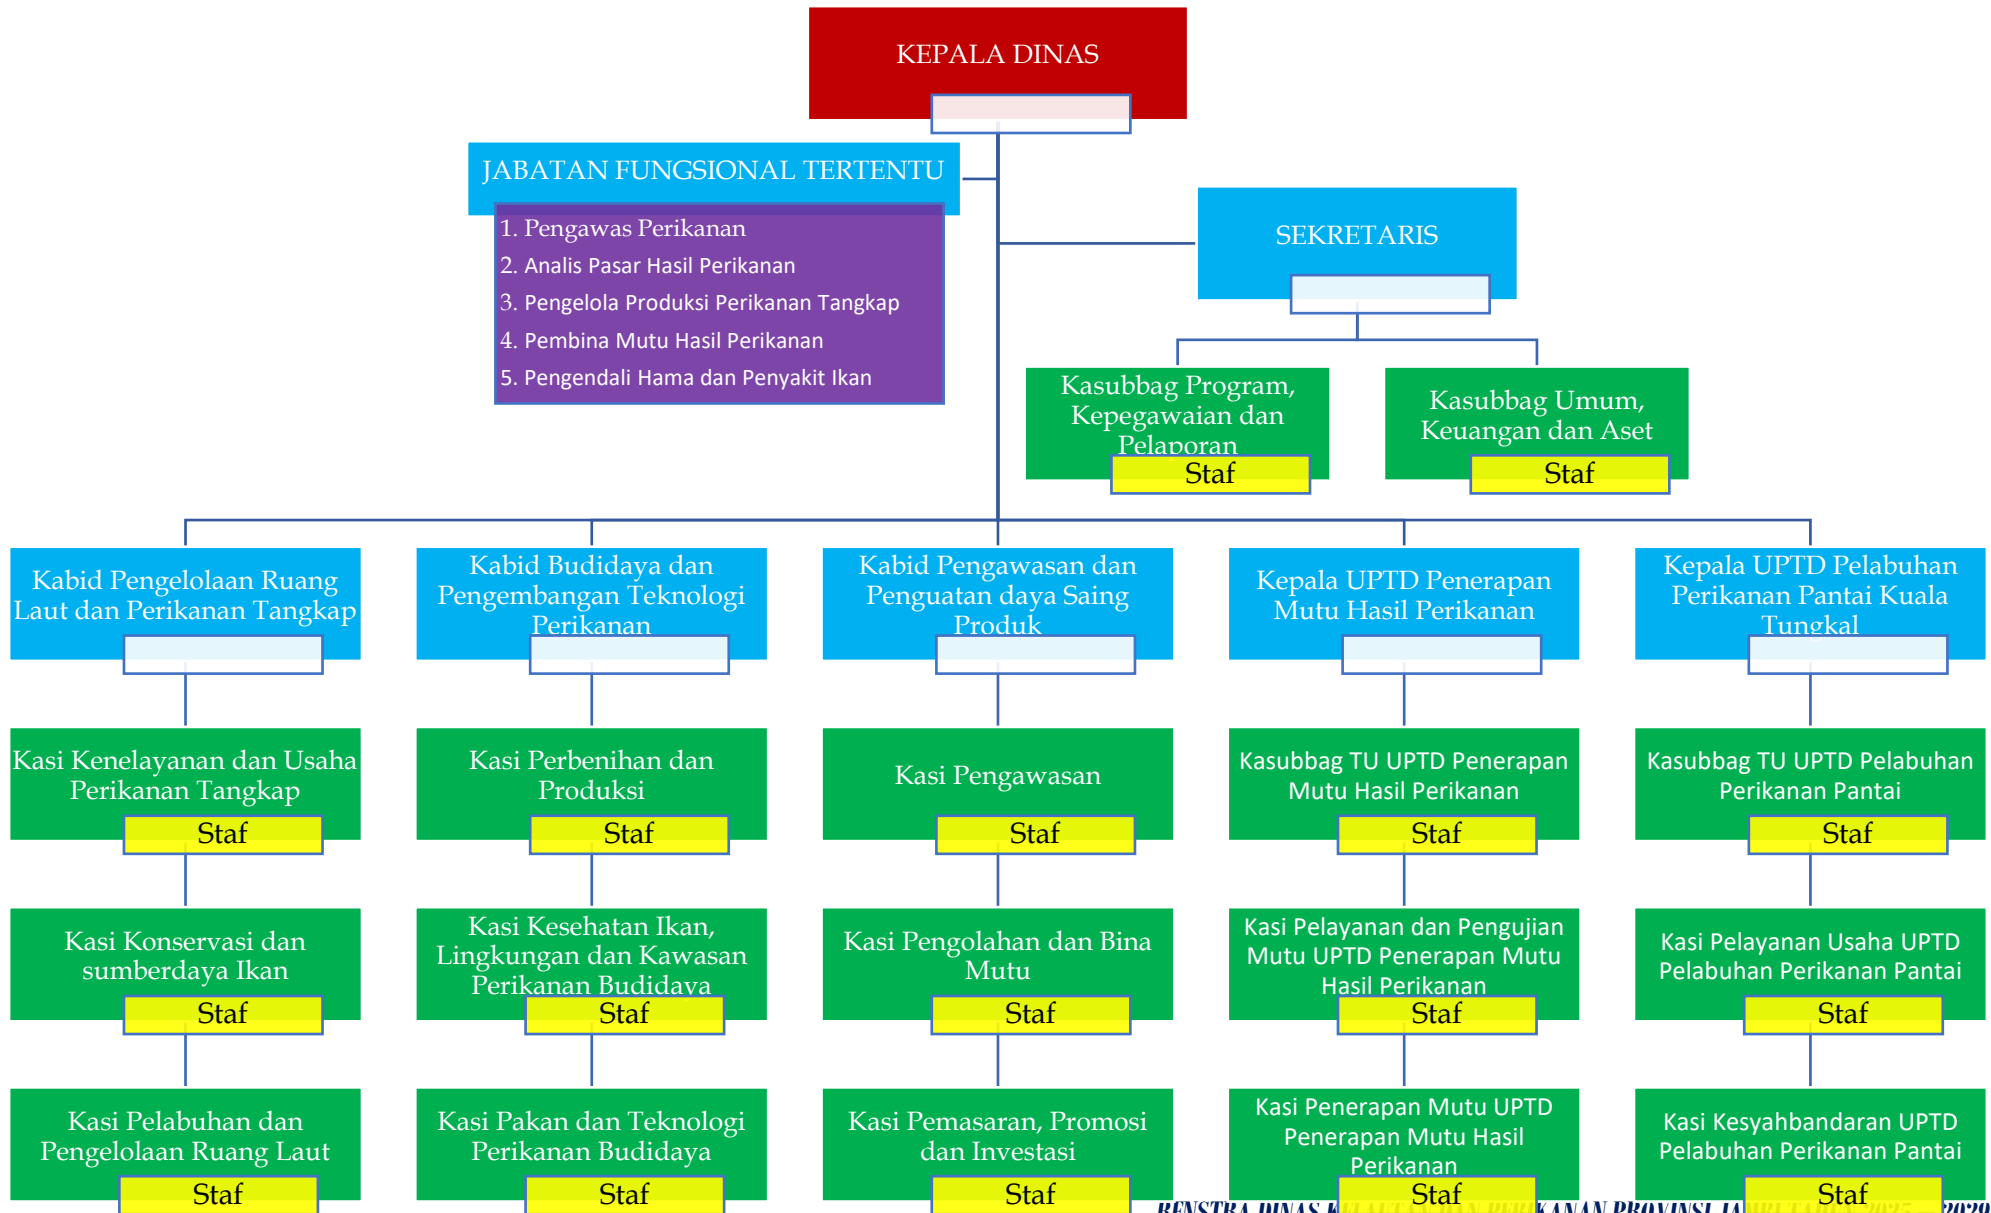 KEPALA DINAS
JABATAN FUNGSIONAL TERTENTU
1. Pengawas Perikanan
2. Analis Pasar Hasil Perikanan
3. Pengelola Produksi Perikanan Tangkap
4. Pembina Mutu Hasil Perikanan
5. Pengendali Hama dan Penyakit Ikan
SEKRETARIS
Kasubbag Program,
Kepegawaian dan
Pelaporan
Staf
Kasubbag Umum,
Keuangan dan Aset
Staf
Kabid Pengelolaan Ruang
Laut dan Perikanan Tangkap
Kabid Budidaya dan
Pengembangan Teknologi
Perikanan
Kabid Pengawasan dan
Penguatan daya Saing
Produk
Kepala UPTD Penerapan
Mutu Hasil Perikanan
Kepala UPTD Pelabuhan
Perikanan Pantai Kuala
Tungkal
Kasi Kenelayanan dan Usaha
Perikanan Tangkap
Staf
Kasi Perbenihan dan
Produksi
Staf
Kasi Pengawasan
Staf
Kasubbag TU UPTD Penerapan
Mutu Hasil Perikanan
Staf
Kasubbag TU UPTD Pelabuhan
Perikanan Pantai
Staf
Kasi Konservasi dan
sumberdaya Ikan
Staf
Kasi Kesehatan Ikan,
Lingkungan dan Kawasan
Perikanan Budidaya
Staf
Kasi Pengolahan dan Bina
Mutu
Staf
Kasi Pelayanan dan Pengujian
Mutu UPTD Penerapan Mutu
Hasil Perikanan
Staf
Kasi Pelayanan Usaha UPTD
Pelabuhan Perikanan Pantai
Staf
Kasi Pelabuhan dan
Pengelolaan Ruang Laut
Staf
Kasi Pakan dan Teknologi
Perikanan Budidaya
Staf
Kasi Pemasaran, Promosi
dan Investasi
Staf
Kasi Penerapan Mutu UPTD
Penerapan Mutu Hasil
Perikanan
Staf
Kasi Kesyahbandaran UPTD
Pelabuhan Perikanan Pantai
Staf
RENSTRA DINAS KELAUTAN DAN PERIKANAN PROVINSI JAMBI TAHUN 2025 2029